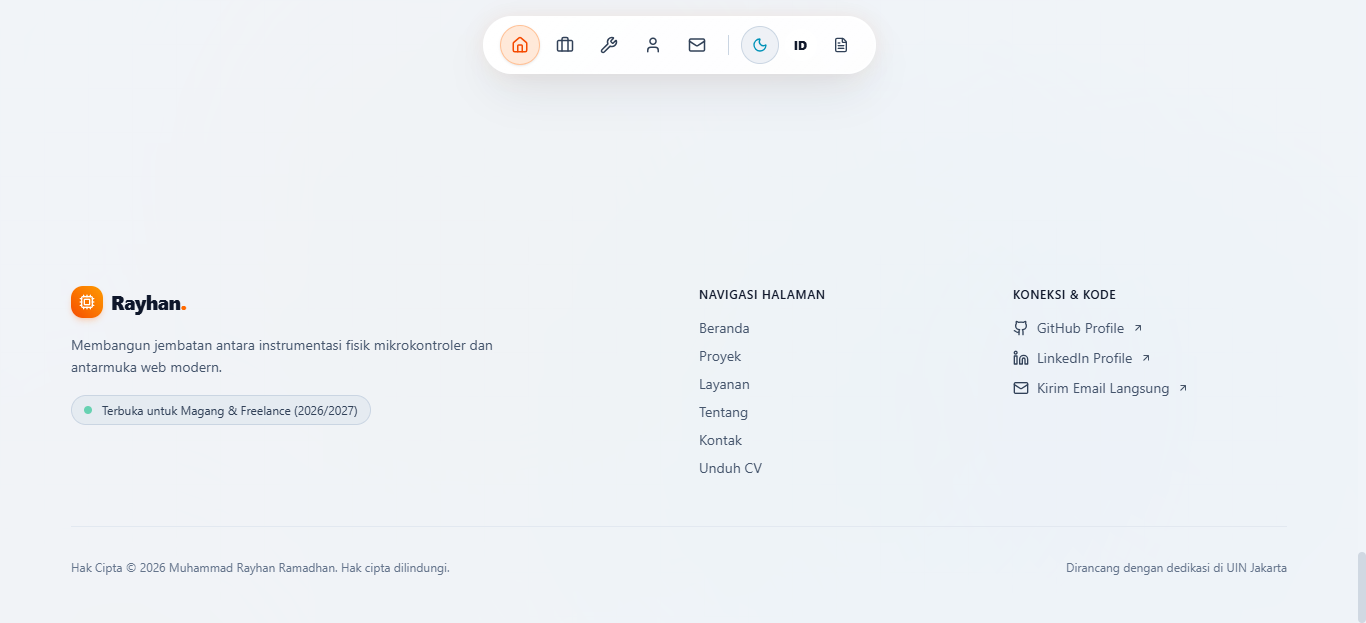 ID
Rayhan.
Membangun jembatan antara instrumentasi fisik mikrokontroler dan
antarmuka web modern.
Terbuka untuk Magang & Freelance (2026/2027)
NAVIGASI HALAMAN
Beranda
Proyek
Layanan
Tentang
Kontak
Unduh CV
KONEKSI & KODE
GitHub Profile
LinkedIn Profile
Kirim Email Langsung
Hak Cipta © 2026 Muhammad Rayhan Ramadhan. Hak cipta dilindungi.
Dirancang dengan dedikasi di UIN Jakarta